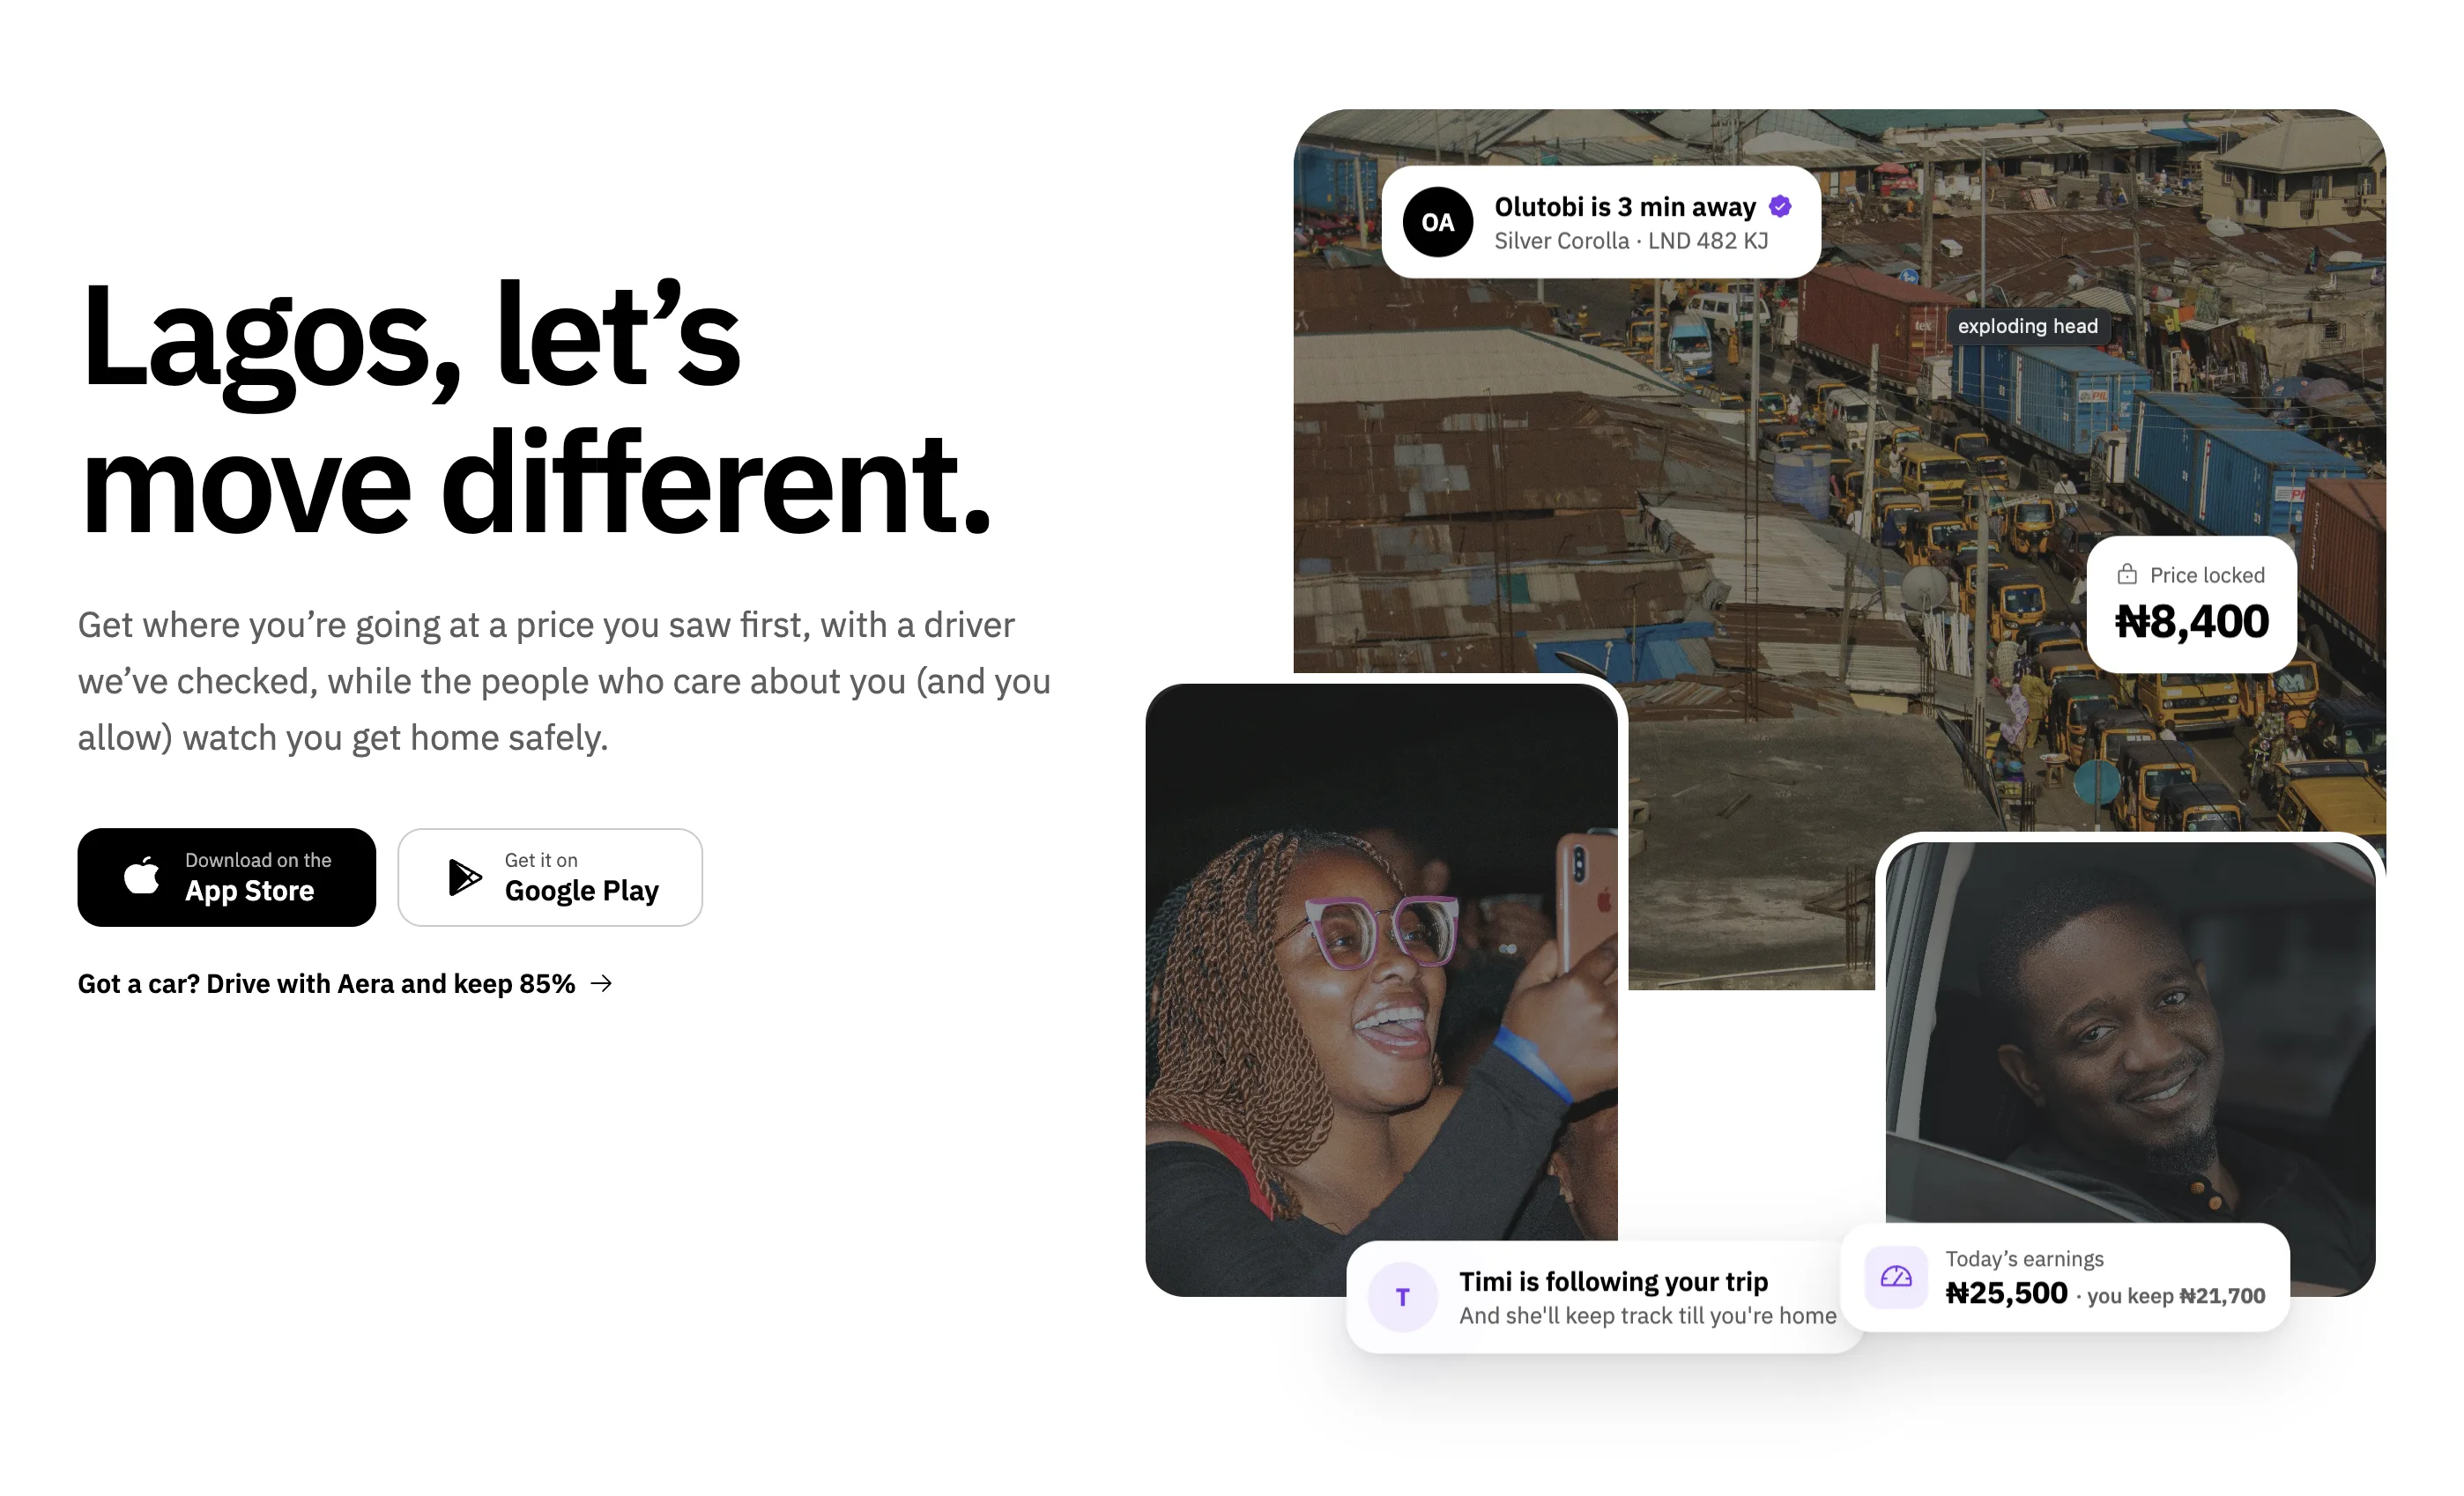 Lagos, let’s
move different.
Get where you’re going at a price you saw first, with a driver
we’ve checked, while the people who care about you (and you
allow) watch you get home safely.
Download on the
App Store
Get it on
Google Play
Got a car? Drive with Aera and keep 85% →
OA
Olutobi is 3 min away
Silver Corolla · LND 482 KJ
tex
exploding head
PIL
Price locked
₦8,400
T
Timi is following your trip
And she'll keep track till you're home
Today’s earnings
₦25,500 · you keep ₦21,700